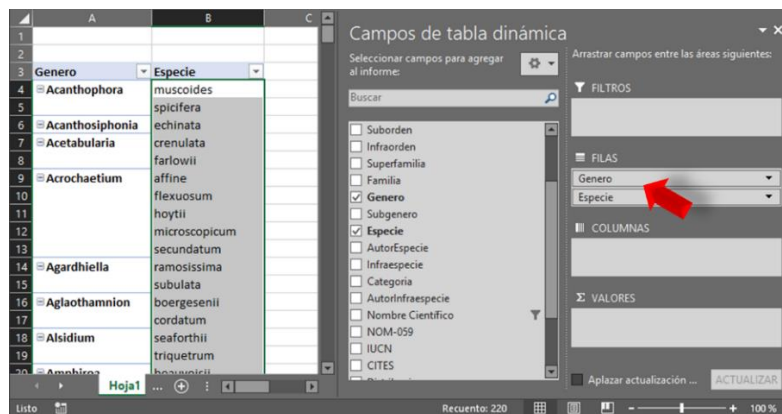 A B C
1
2
3 Genero Especie
4 Acanthophora muscoides
5 spicifera
6 Acanthosiphonia echinata
7 Acetabularia crenulata
8 farlowii
9 Acrochaetium affine
10 flexuosum
11 hoytii
12 microscopicum
13 secundatum
14 Agardhiella ramosissima
15 subulata
16 Aglaothamnion boergesenii
17 cordatum
18 Alsidium seaforthii
19 triquetrum
20 Amphiroa beauvoisii
Hoja1 ...
Listo
Recuento: 220
100 %
Campos de tabla dinámica
Seleccionar campos para agregar
al informe:
Buscar
Suborden
Infraorden
Superfamilia
Familia
Genero
Subgenero
Especie
AutorEspecie
Infraespecie
Categoria
AutorInfraespecie
Nombre Científico
NOM-059
IUCN
CITES
Arrastrar campos entre las áreas siguientes:
FILTROS
FILAS
Genero
Especie
COLUMNAS
Σ VALORES
Aplazar actualización ...
ACTUALIZAR